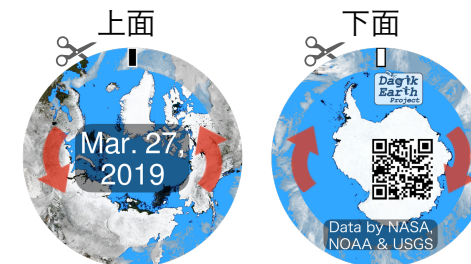 上面
下面
Mar. 27
2019
Dagik
Earth
Project
Data by NASA,
NOAA & USGS